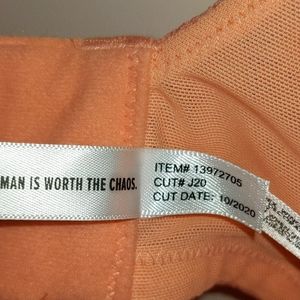 MAN IS WORTH THE CHAOS.
ITEM# 13972705
CUT# J20
CUT DATE: 10/2020